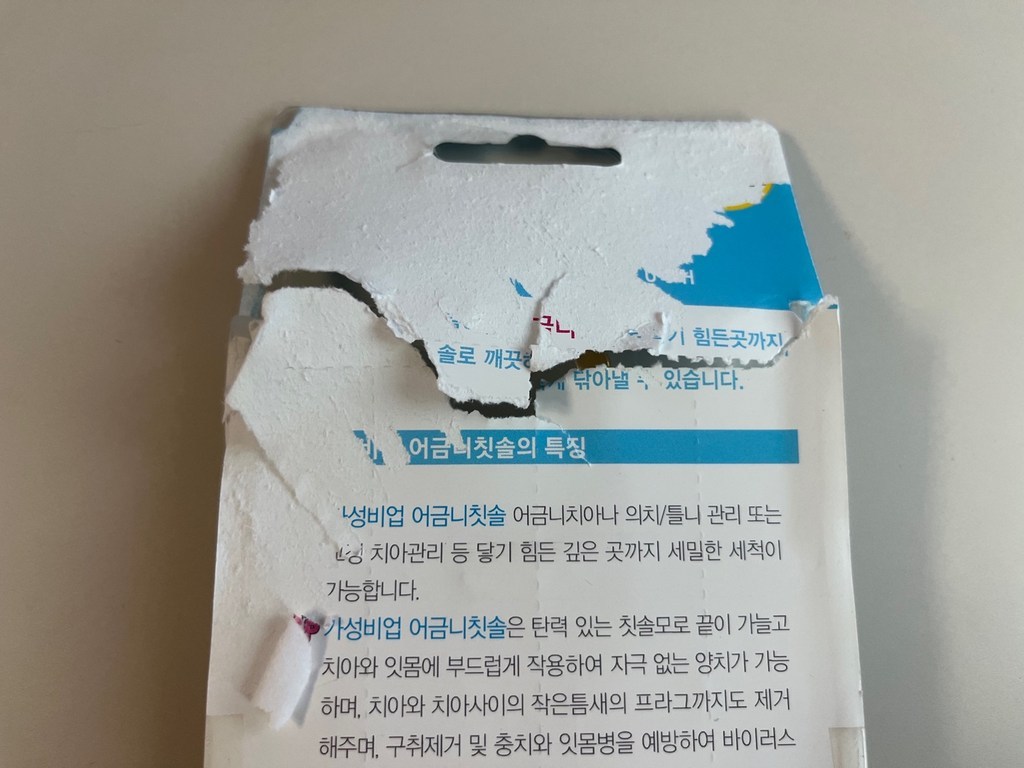 금니 힘든곳까지,
솔로 닦아낼 있습니다.
어금니칫솔의 특징
어금니칫솔 어금니치아나 의치/틀니 관리 또는
치아관리 등 닿기 힘든 깊은 곳까지 세밀한 세척이
가능합니다.
가성비업 어금니칫솔은 탄력 있는 칫솔모로 끝이 가늘고
치아와 잇몸에 부드럽게 작용하여 자극 없는 양치가 가능
하며, 치아와 치아사이의 작은틈새의 프라그까지도 제거
해주며, 구취제거 및 충치와 잇몸병을 예방하여 바이러스